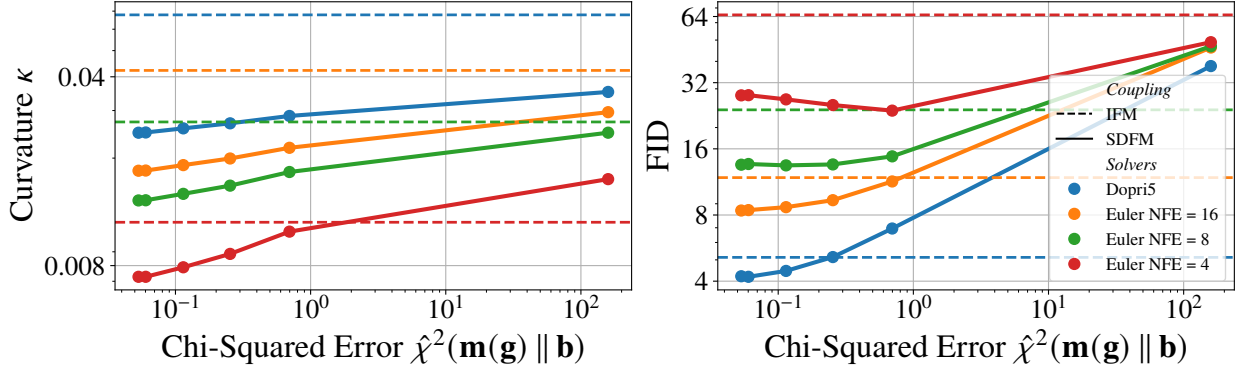 Curvature κ
0.04
0.008
10⁻¹ 10⁰ 10¹ 10²
Chi-Squared Error χ̂²(m(g) ∥ b)
FID
64
32
16
8
4
10⁻¹ 10⁰ 10¹ 10²
Chi-Squared Error χ̂²(m(g) ∥ b)
Coupling
IFM
SDFM
Solvers
Dopri5
Euler NFE = 16
Euler NFE = 8
Euler NFE = 4